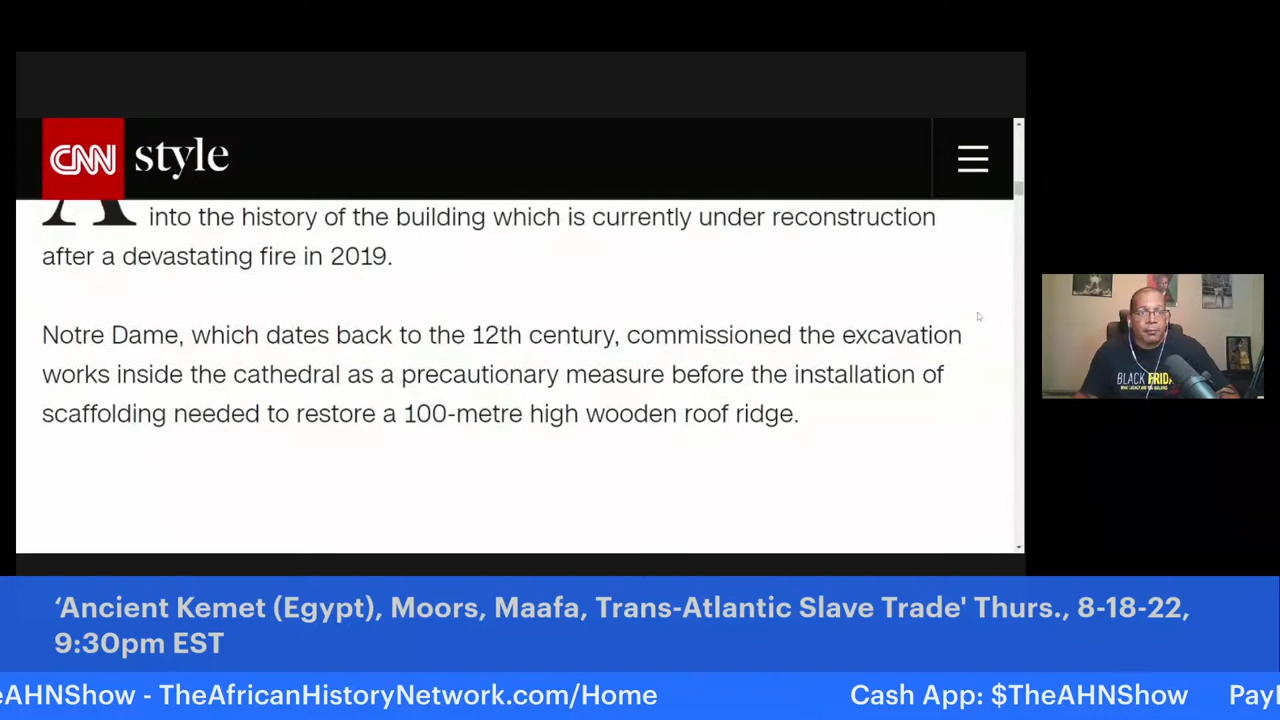 CNN style
A into the history of the building which is currently under reconstruction
after a devastating fire in 2019.
Notre Dame, which dates back to the 12th century, commissioned the excavation
works inside the cathedral as a precautionary measure before the installation of
scaffolding needed to restore a 100-metre high wooden roof ridge.
BLACK FRID
‘Ancient Kemet (Egypt), Moors, Maafa, Trans-Atlantic Slave Trade' Thurs., 8-18-22,
9:30pm EST
eAHNShow - TheAfricanHistoryNetwork.com/Home Cash App: $TheAHNShow PayI